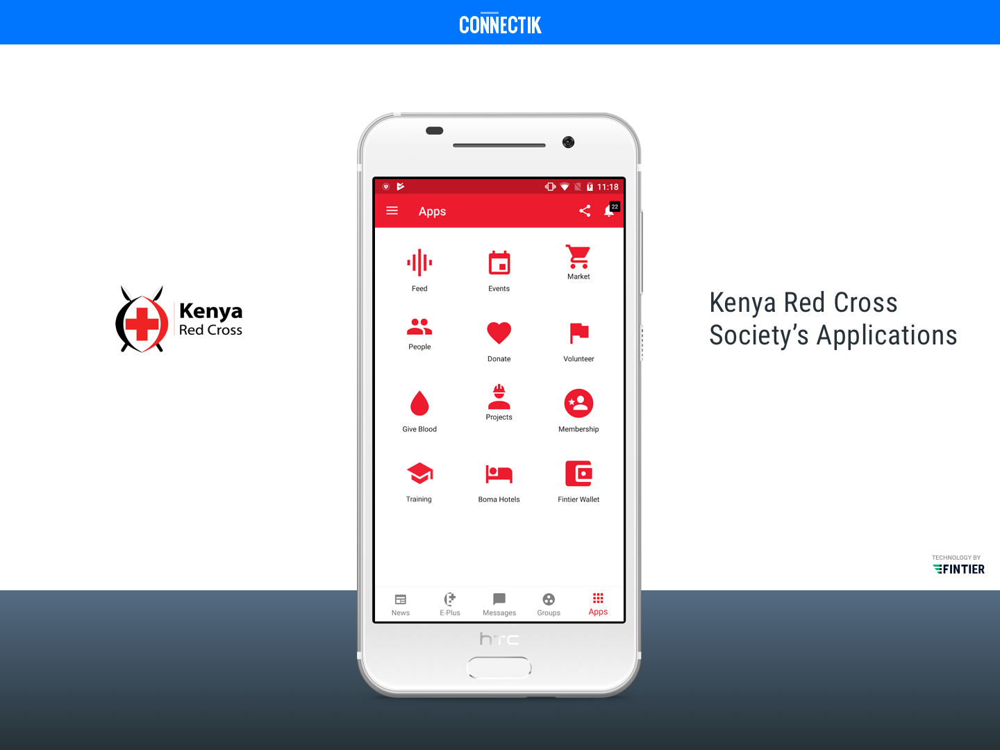 CONNECTIK
11:18
Apps
22
Feed
Events
Market
People
Donate
Volunteer
Give Blood
Projects
Membership
Training
Boma Hotels
Fintier Wallet
News
E-Plus
Messages
Groups
Apps
htc
Kenya
Red Cross
Kenya Red Cross
Society’s Applications
TECHNOLOGY BY
FINTIER